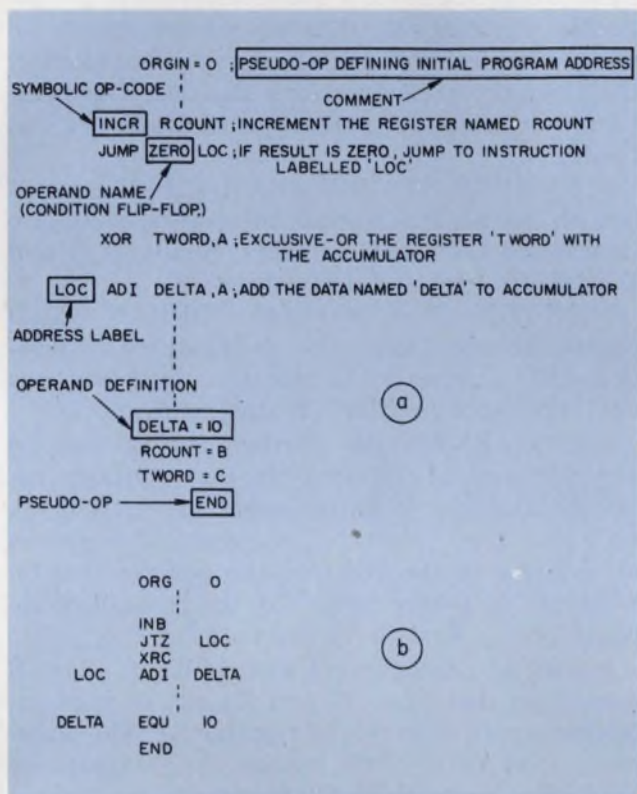 ORGIN = 0 ; PSEUDO-OP DEFINING INITIAL PROGRAM ADDRESS
SYMBOLIC OP-CODE
COMMENT
INCR RCOUNT ; INCREMENT THE REGISTER NAMED RCOUNT
JUMP ZERO LOC ; IF RESULT IS ZERO, JUMP TO INSTRUCTION
LABELLED 'LOC'
OPERAND NAME
(CONDITION FLIP-FLOP.)
XOR TWORD, A ; EXCLUSIVE-OR THE REGISTER 'TWORD' WITH
THE ACCUMULATOR
LOC ADI DELTA, A ; ADD THE DATA NAMED 'DELTA' TO ACCUMULATOR
ADDRESS LABEL
OPERAND DEFINITION
a
DELTA = 10
RCOUNT = B
TWORD = C
PSEUDO-OP END
ORG 0
INB
JTZ LOC
b
XRC
LOC ADI DELTA
DELTA EQU 10
END